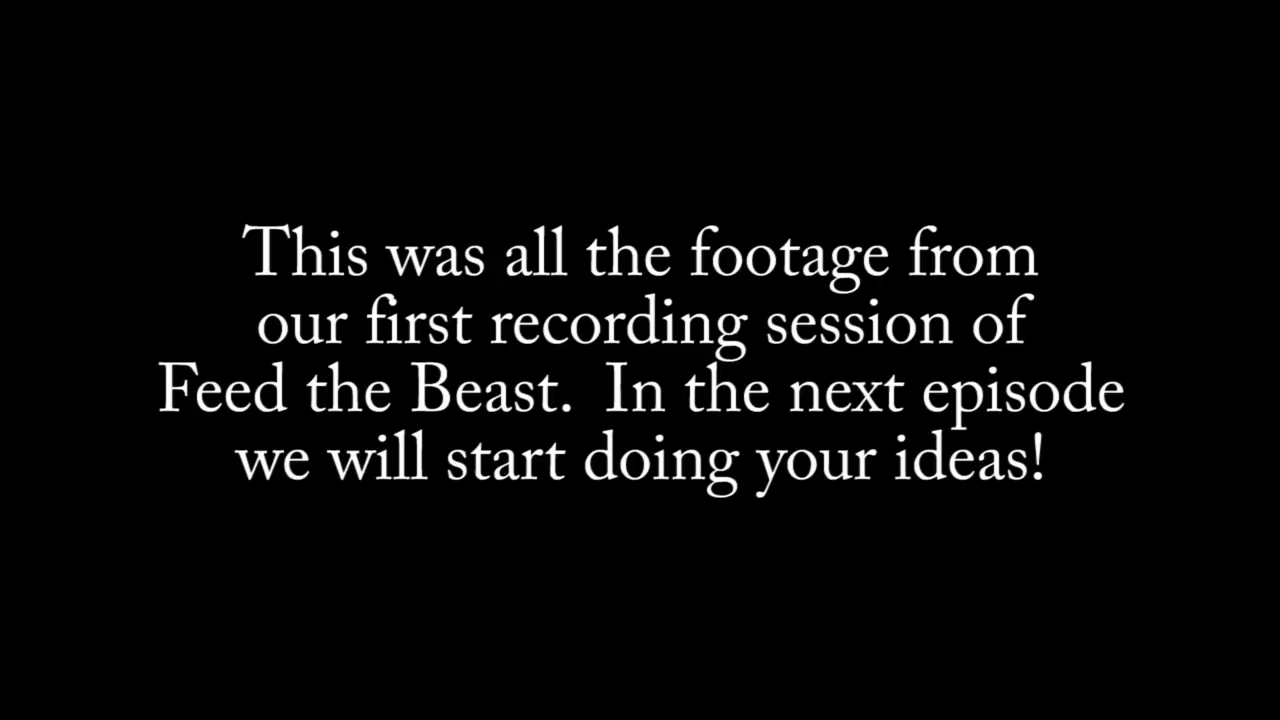 This was all the footage from
our first recording session of
Feed the Beast.  In the next episode
we will start doing your ideas!